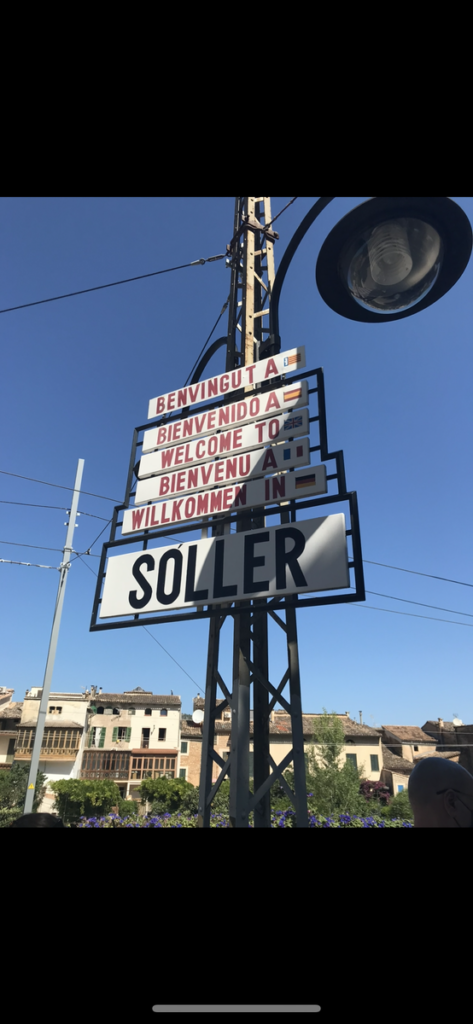 BENVINGUT A
BIENVENIDO A
WELCOME TO
BIENVENU A
WILLKOMMEN IN
SOLLER